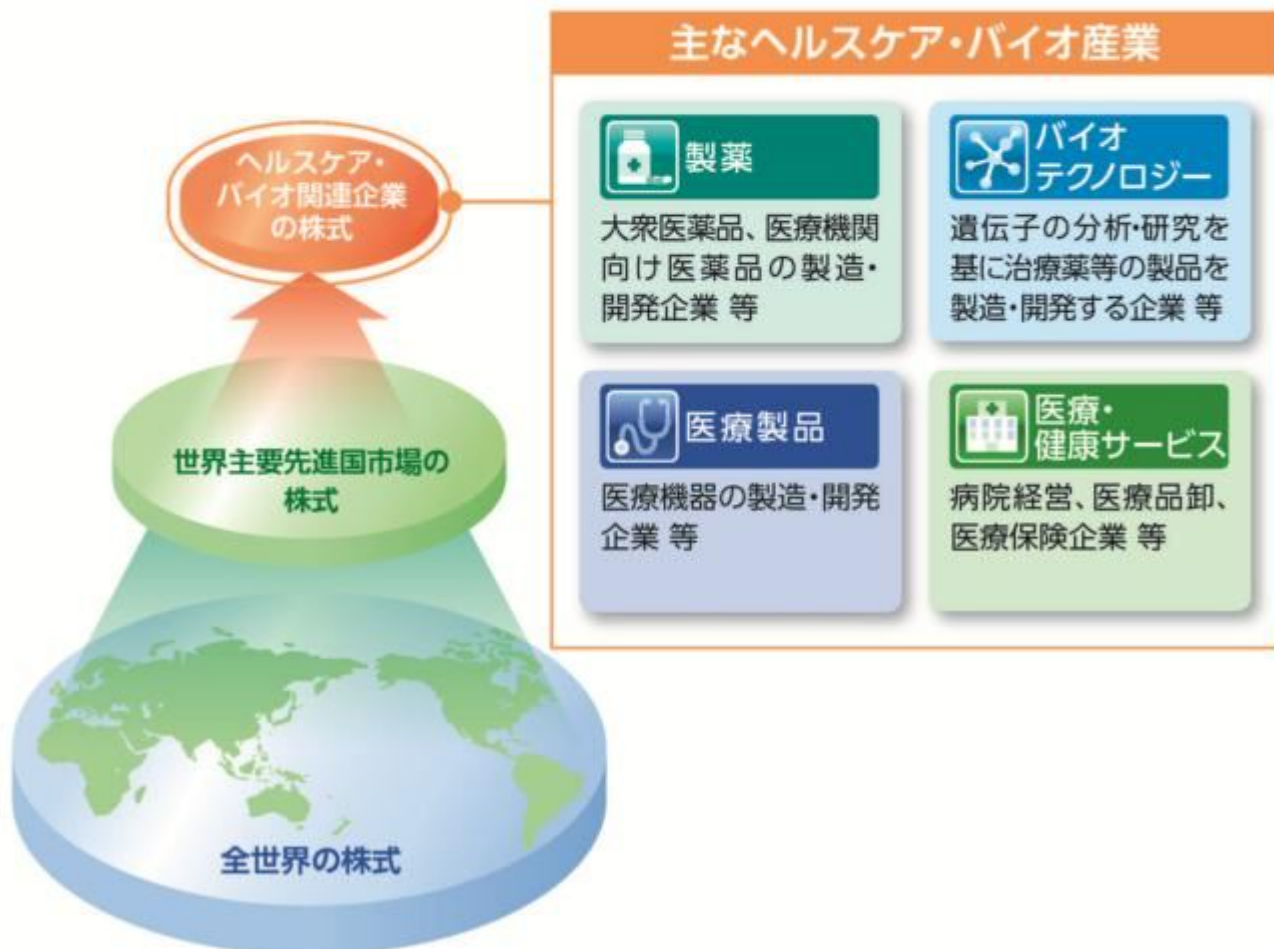 主なヘルスケア・バイオ産業
ヘルスケア・
バイオ関連企業
の株式
世界主要先進国市場の
株式
全世界の株式
製薬
大衆医薬品、医療機関
向け医薬品の製造・
開発企業 等
バイオ
テクノロジー
遺伝子の分析・研究を
基に治療薬等の製品を
製造・開発する企業 等
医療製品
医療機器の製造・開発
企業 等
医療・
健康サービス
病院経営、医療品卸、
医療保険企業 等